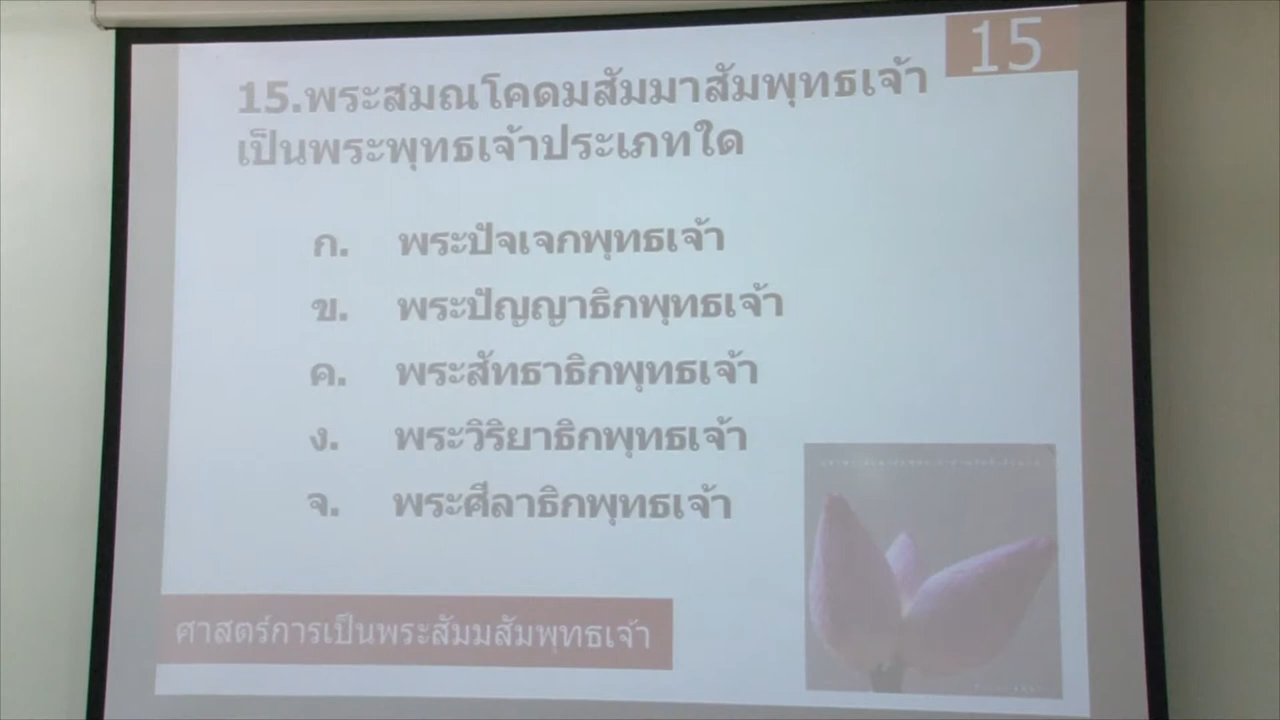 15
15.พระสมณโคดมสัมมาสัมพุทธเจ้า
เป็นพระพุทธเจ้าประเภทใด
ก. พระปัจเจกพุทธเจ้า
ข. พระปัญญาธิกพุทธเจ้า
ค. พระสัทธาธิกพุทธเจ้า
ง. พระวิริยาธิกพุทธเจ้า
จ. พระศีลาธิกพุทธเจ้า
ศาสตร์การเป็นพระสัมมสัมพุทธเจ้า